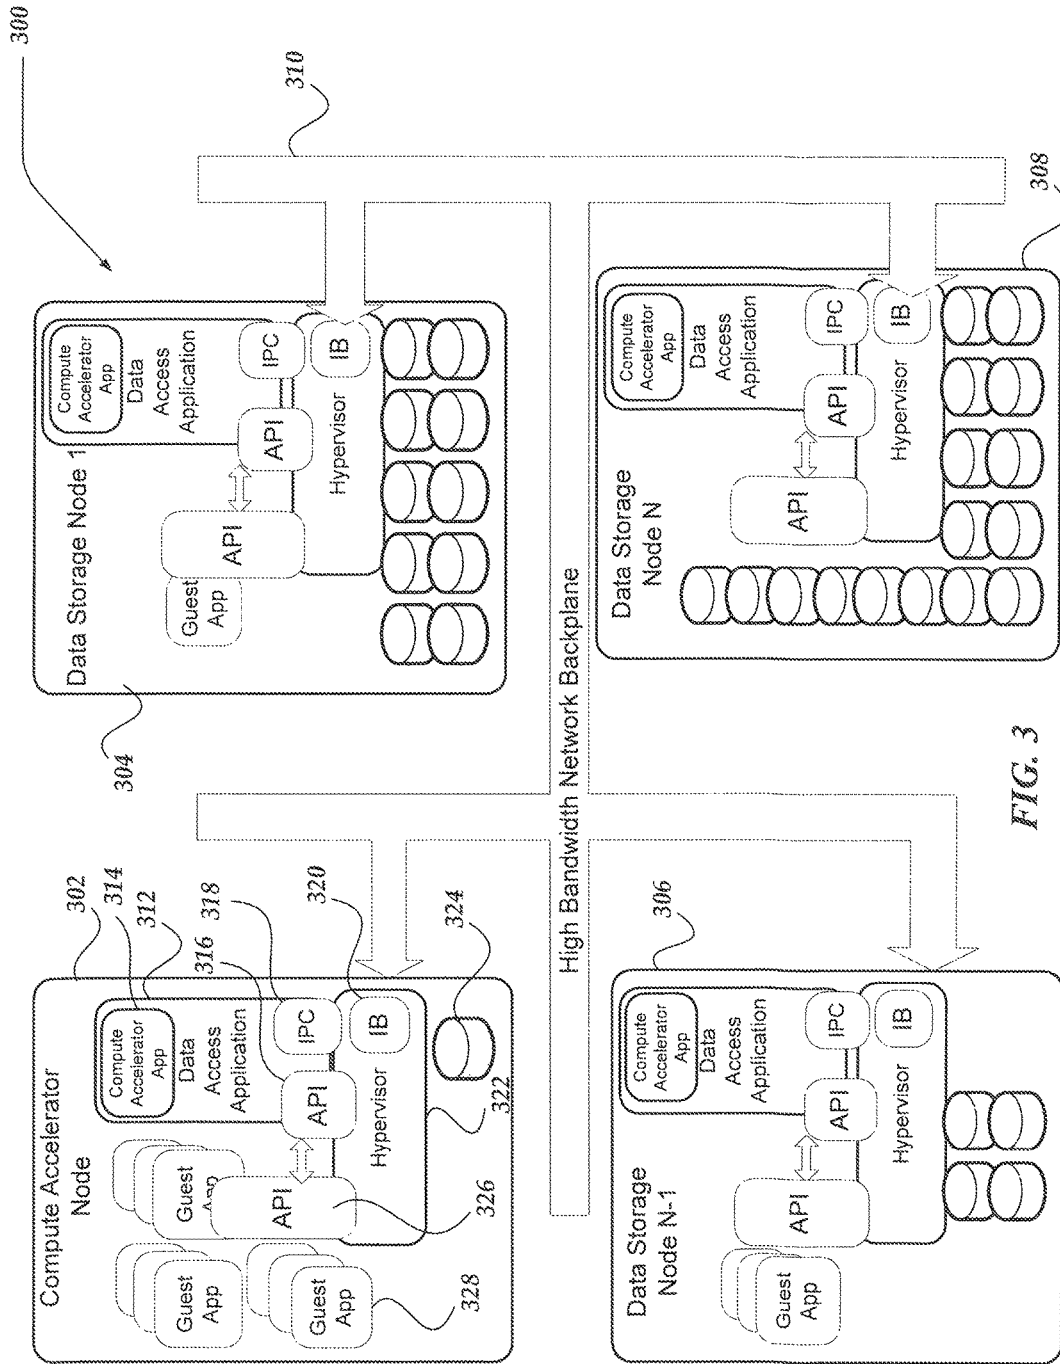 300
310
Compute Accelerator
Node
302
314
312
316
318
320
324
322
326
328
Compute
Accelerator
App
Data
Access
Application
IPC
API
IB
Hypervisor
API
Guest
App
Guest
App
Guest
App
Data Storage Node 1
304
Compute
Accelerator
App
Data
Access
Application
IPC
API
IB
Hypervisor
API
Guest
App
High Bandwidth Network Backplane
Data Storage
Node N-1
306
Compute
Accelerator
App
Data
Access
Application
IPC
API
IB
Hypervisor
API
Guest
App
Data Storage
Node N
308
Compute
Accelerator
App
Data
Access
Application
IPC
API
IB
Hypervisor
API
FIG. 3